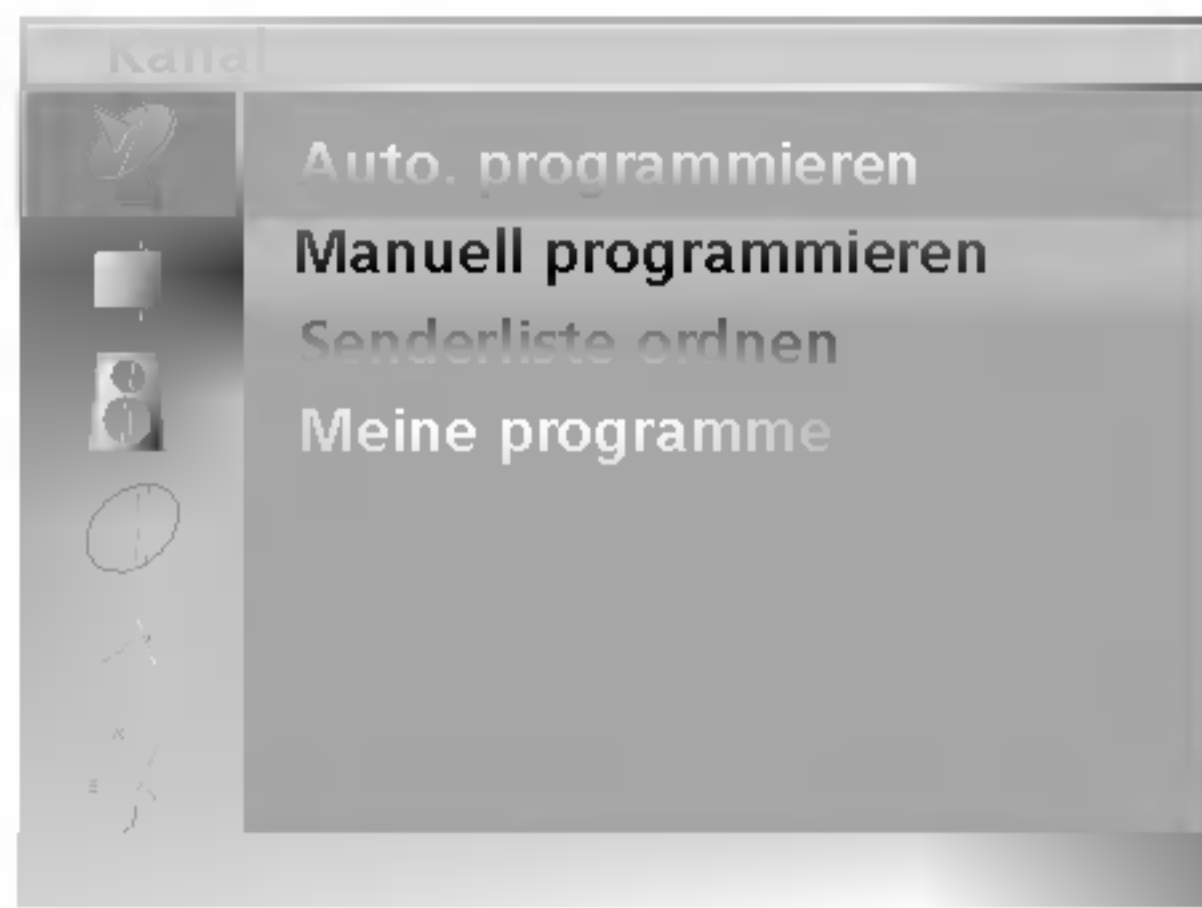 Kanal
Auto. programmieren
Manuell programmieren
Senderliste ordnen
Meine programme